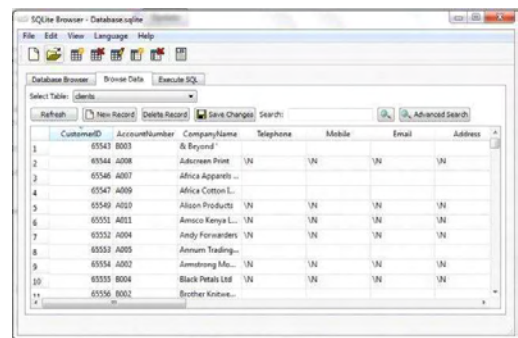 SQLite Browser - Database.sqlite
File Edit View Language Help
Database Browser Browse Data Execute SQL
Select Table: clients
Refresh New Record Delete Record Save Changes Search: Advanced Search
CustomerID AccountNumber CompanyName Telephone Mobile Email Address
1 65543 B003 & Beyond '
2 65544 A008 Adscreen Print \N \N \N \N
3 65546 A007 Africa Apparels ...
4 65547 A009 Africa Cotton I...
5 65549 A010 Alison Products \N \N \N \N
6 65551 A011 Amsco Kenya L... \N \N \N \N
7 65552 A004 Andy Forwarders \N \N \N \N
8 65553 A005 Annum Trading...
9 65554 A002 Armstrong Mo... \N \N \N \N
10 65555 B004 Black Petals Ltd \N \N \N \N
11 65556 B002 Brother Knitwe...